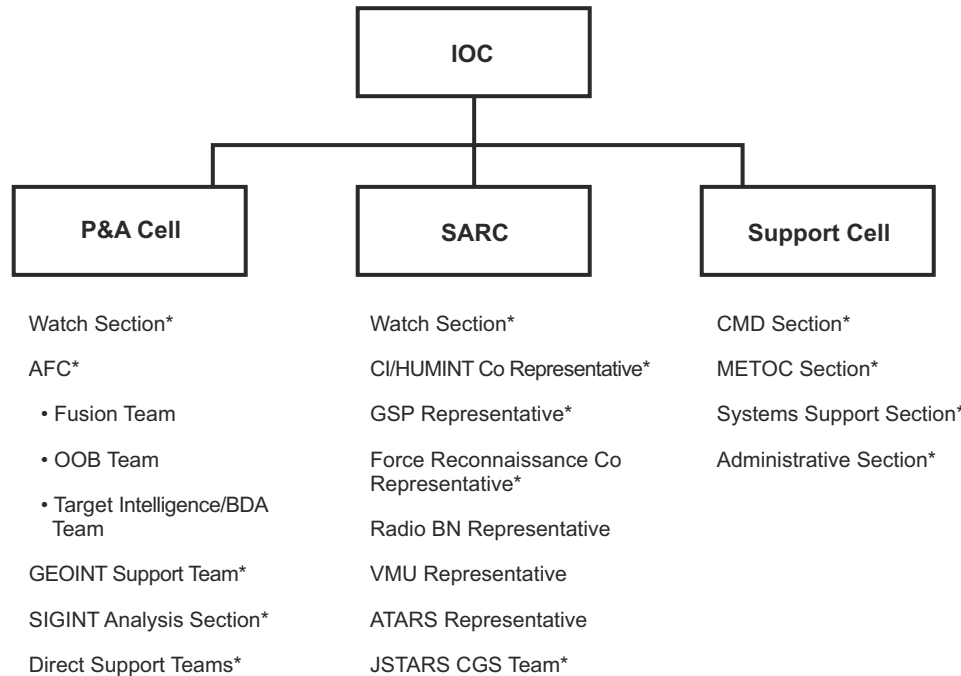 IOC
P&A Cell
SARC
Support Cell
Watch Section*
AFC*
• Fusion Team
• OOB Team
• Target Intelligence/BDA
Team
GEOINT Support Team*
SIGINT Analysis Section*
Direct Support Teams*
Watch Section*
CI/HUMINT Co Representative*
GSP Representative*
Force Reconnaissance Co
Representative*
Radio BN Representative
VMU Representative
ATARS Representative
JSTARS CGS Team*
CMD Section*
METOC Section*
Systems Support Section*
Administrative Section*